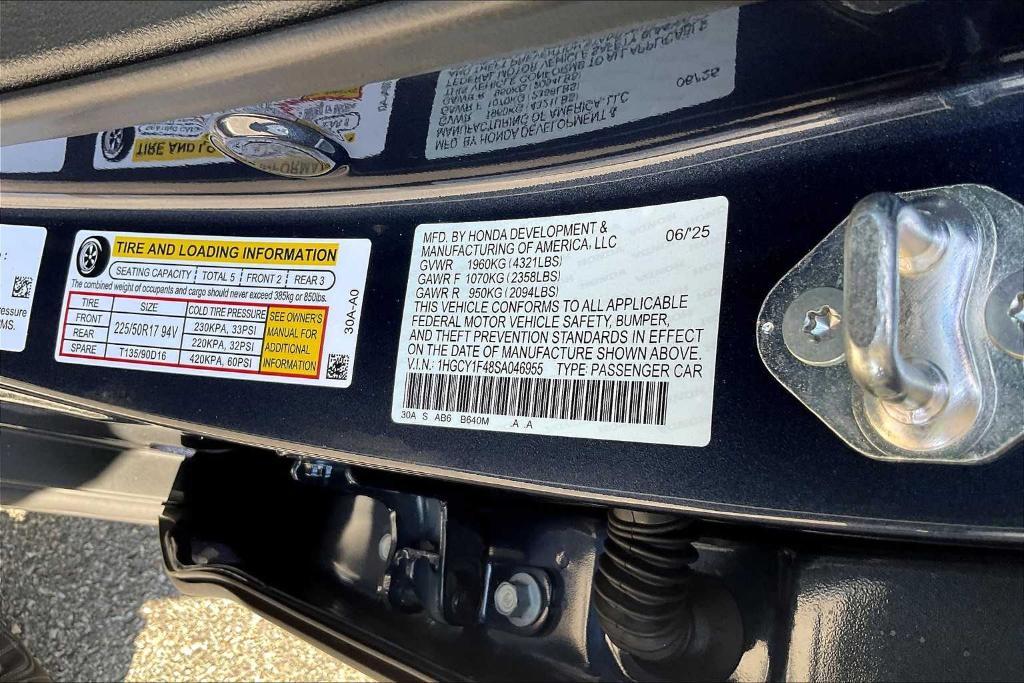 :
ressure
MS.
TIRE AND LOADING INFORMATION
SEATING CAPACITY TOTAL 5 FRONT 2 REAR 3
The combined weight of occupants and cargo should never exceed 385kg or 850lbs.
TIRE SIZE COLD TIRE PRESSURE
FRONT 225/50R17 94V 230KPA, 33PSI
REAR 220KPA, 32PSI
SPARE T135/90D16 420KPA, 60PSI
SEE OWNER'S
MANUAL FOR
ADDITIONAL
INFORMATION
30A-A0
MFD. BY HONDA DEVELOPMENT &
MANUFACTURING OF AMERICA, LLC 06/'25
GVWR 1960KG (4321LBS)
GAWR F 1070KG (2358LBS)
GAWR R 950KG (2094LBS)
THIS VEHICLE CONFORMS TO ALL APPLICABLE
FEDERAL MOTOR VEHICLE SAFETY, BUMPER,
AND THEFT PREVENTION STANDARDS IN EFFECT
ON THE DATE OF MANUFACTURE SHOWN ABOVE.
V.I.N.: 1HGCY1F48SA046955 TYPE: PASSENGER CAR
30A S AB6 B640M .A .A